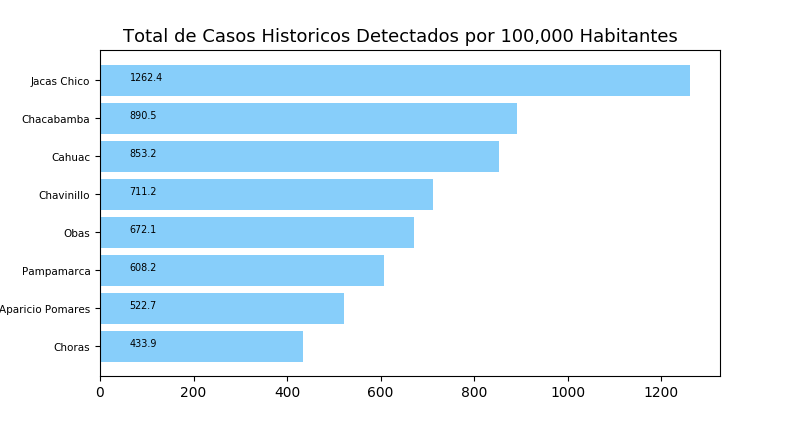 Total de Casos Historicos Detectados por 100,000 Habitantes
Jacas Chico 1262.4
Chacabamba 890.5
Cahuac 853.2
Chavinillo 711.2
Obas 672.1
Pampamarca 608.2
Aparicio Pomares 522.7
Choras 433.9
0 200 400 600 800 1000 1200